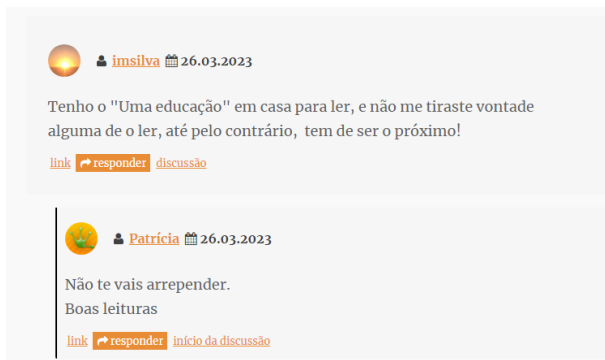 imsilva 26.03.2023
Tenho o "Uma educação" em casa para ler, e não me tiraste vontade
alguma de o ler, até pelo contrário,  tem de ser o próximo!
link responder discussão
Patrícia 26.03.2023
Não te vais arrepender.
Boas leituras
link responder início da discussão